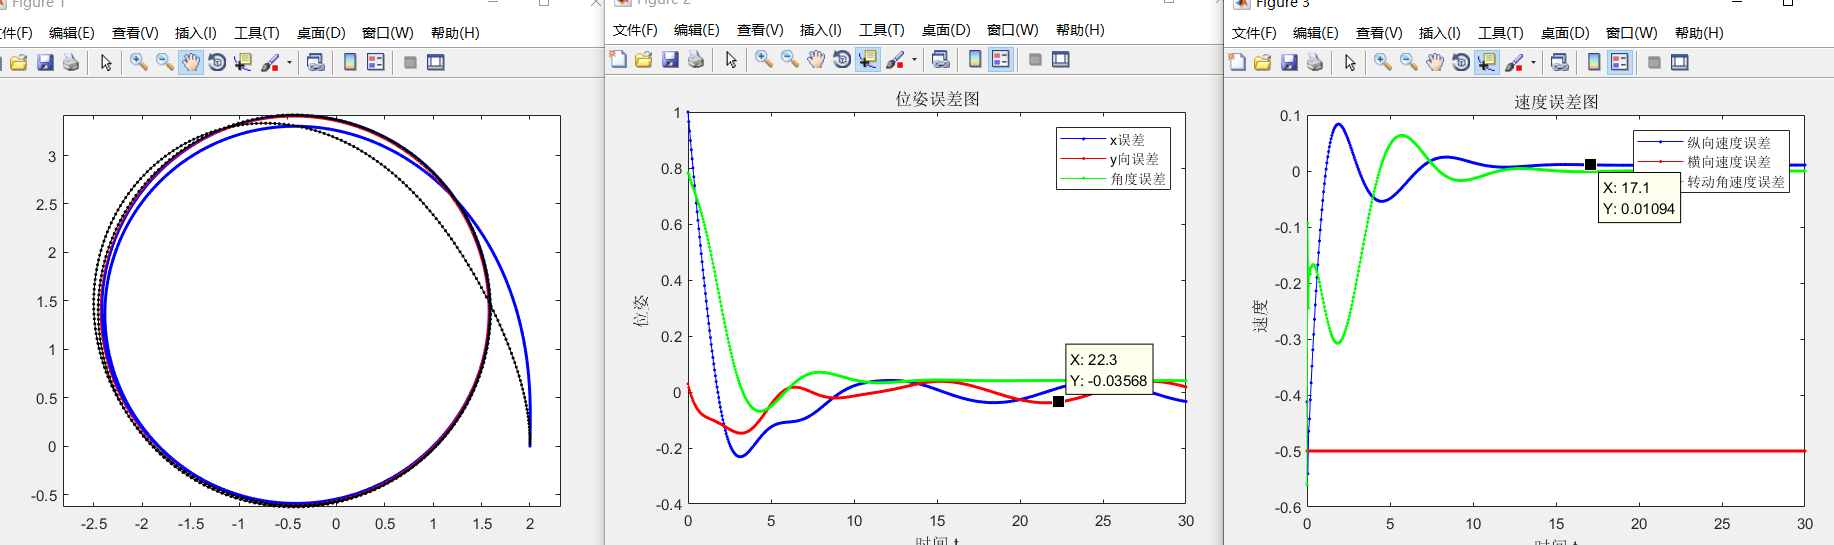 Figure 1
文件(F) 编辑(E) 查看(V) 插入(I) 工具(T) 桌面(D) 窗口(W) 帮助(H)
3
2.5
2
1.5
1
0.5
0
-0.5
-2.5 -2 -1.5 -1 -0.5 0 0.5 1 1.5 2
Figure 2
文件(F) 编辑(E) 查看(V) 插入(I) 工具(T) 桌面(D) 窗口(W) 帮助(H)
位姿误差图
1
0.8
0.6
0.4
0.2
0
-0.2
-0.4
位姿
x误差
y向误差
角度误差
X: 22.3
Y: -0.03568
0 5 10 15 20 25 30
时间 t
Figure 3
文件(F) 编辑(E) 查看(V) 插入(I) 工具(T) 桌面(D) 窗口(W) 帮助(H)
速度误差图
0.1
0
-0.1
-0.2
-0.3
-0.4
-0.5
-0.6
速度
纵向速度误差
横向速度误差
转动角速度误差
X: 17.1
Y: 0.01094
0 5 10 15 20 25 30
时间 t